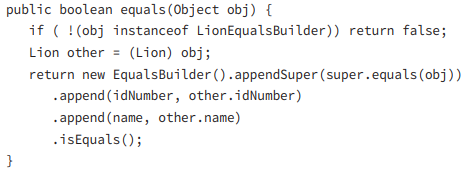 public boolean equals(Object obj) {
   if ( !(obj instanceof LionEqualsBuilder)) return false;
   Lion other = (Lion) obj;
   return new EqualsBuilder().appendSuper(super.equals(obj))
      .append(idNumber, other.idNumber)
      .append(name, other.name)
      .isEquals();
}